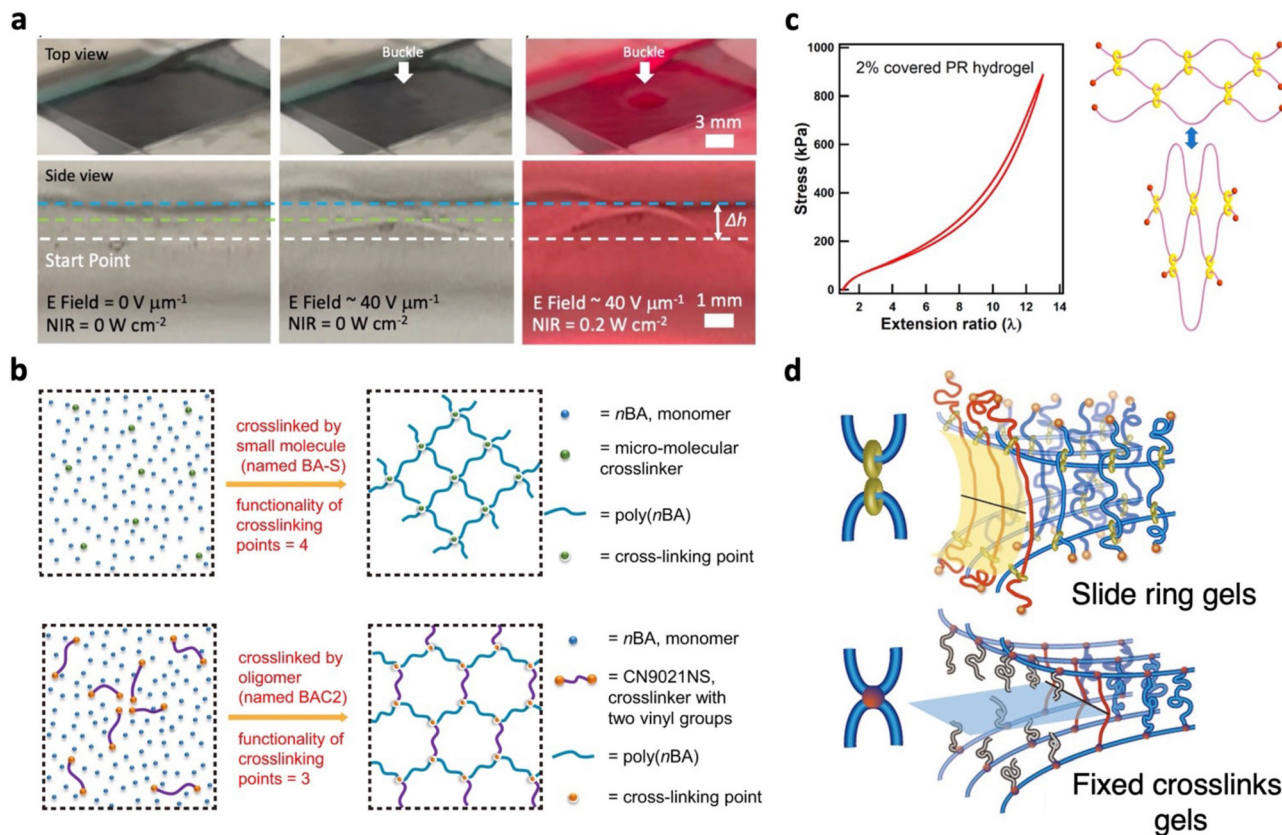 a
Top view
Buckle
Buckle
3 mm
Side view
Δh
Start Point
E Field = 0 V μm⁻¹
NIR = 0 W cm⁻²
E Field ~ 40 V μm⁻¹
NIR = 0 W cm⁻²
E Field ~ 40 V μm⁻¹
NIR = 0.2 W cm⁻²
1 mm
b
crosslinked by
small molecule
(named BA-S)
functionality of
crosslinking
points = 4
= nBA, monomer
= micro-molecular
crosslinker
= poly(nBA)
= cross-linking point
crosslinked by
oligomer
(named BAC2)
functionality of
crosslinking
points = 3
= nBA, monomer
= CN9021NS,
crosslinker with
two vinyl groups
= poly(nBA)
= cross-linking point
c
1000
800
600
400
200
0
Stress (kPa)
2% covered PR hydrogel
2
4
6
8
10
12
14
Extension ratio (λ)
d
Slide ring gels
Fixed crosslinks
gels